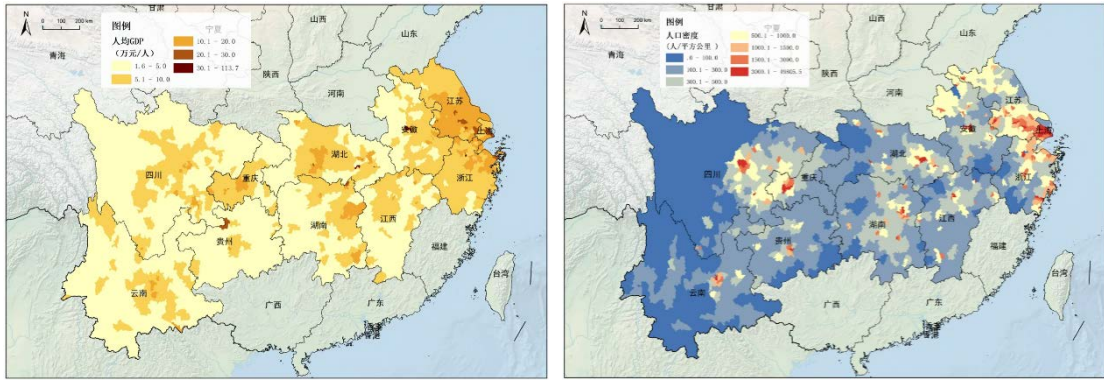 N
0 50 100 200 km
图例
人均GDP
（万元/人）
1.6 - 5.0
5.1 - 10.0
10.1 - 20.0
20.1 - 30.0
30.1 - 113.7
宁夏
山西
山东
青海
陕西
河南
江苏
安徽
上海
湖北
四川
重庆
浙江
湖南
江西
贵州
福建
云南
台湾
广西
广东
香港
N
0 50 100 200 km
图例
人口密度
（人/平方公里）
宁夏
山西
山东
青海
陕西
河南
江苏
安徽
上海
湖北
四川
重庆
浙江
湖南
江西
贵州
福建
云南
台湾
广西
广东
香港